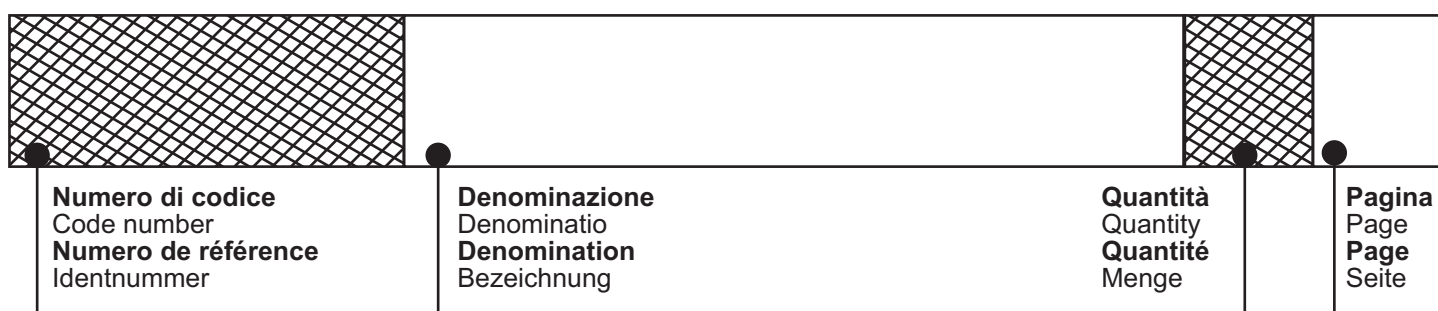 Numero di codice
Code number
Numero de référence
Identnummer
Denominazione
Denominatio
Denomination
Bezeichnung
Quantità
Quantity
Quantité
Menge
Pagina
Page
Page
Seite